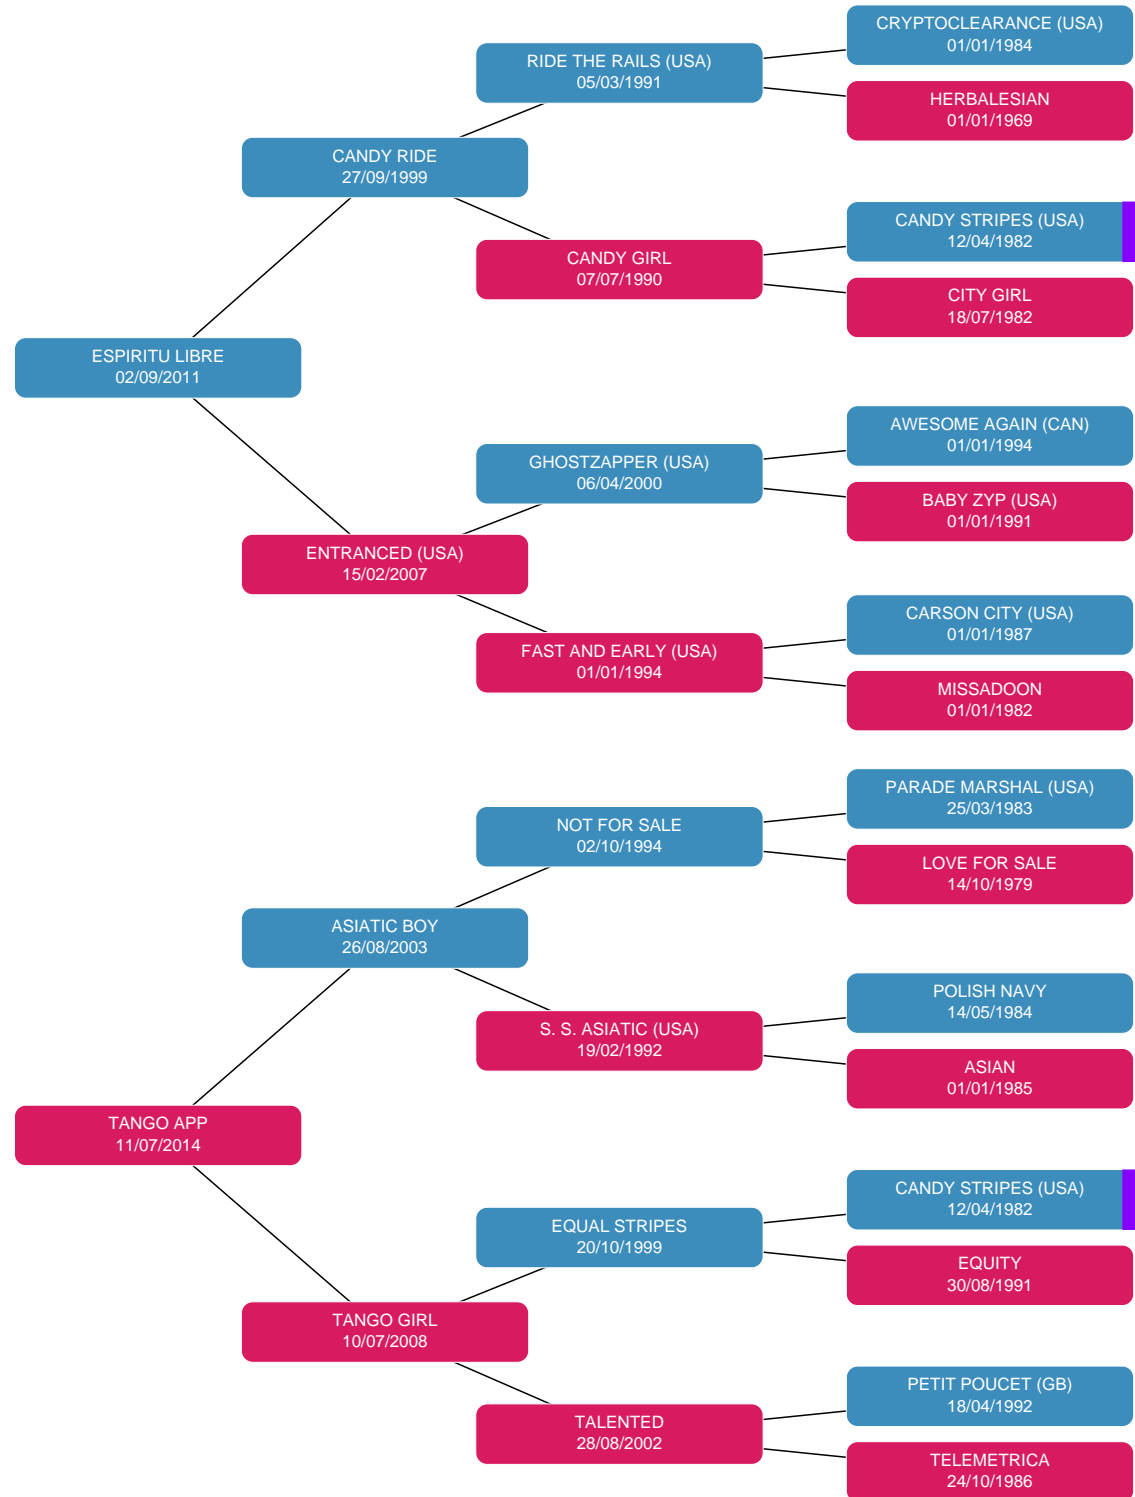 CRYPTOCLEARANCE (USA)
01/01/1984
RIDE THE RAILS (USA)
05/03/1991
HERBALESIAN
01/01/1969
CANDY RIDE
27/09/1999
CANDY STRIPES (USA)
12/04/1982
CANDY GIRL
07/07/1990
CITY GIRL
18/07/1982
ESPIRITU LIBRE
02/09/2011
AWESOME AGAIN (CAN)
01/01/1994
GHOSTZAPPER (USA)
06/04/2000
BABY ZYP (USA)
01/01/1991
ENTRANCED (USA)
15/02/2007
CARSON CITY (USA)
01/01/1987
FAST AND EARLY (USA)
01/01/1994
MISSADOON
01/01/1982
PARADE MARSHAL (USA)
25/03/1983
NOT FOR SALE
02/10/1994
LOVE FOR SALE
14/10/1979
ASIATIC BOY
26/08/2003
POLISH NAVY
14/05/1984
S. S. ASIATIC (USA)
19/02/1992
ASIAN
01/01/1985
TANGO APP
11/07/2014
CANDY STRIPES (USA)
12/04/1982
EQUAL STRIPES
20/10/1999
EQUITY
30/08/1991
TANGO GIRL
10/07/2008
PETIT POUCET (GB)
18/04/1992
TALENTED
28/08/2002
TELEMETRICA
24/10/1986